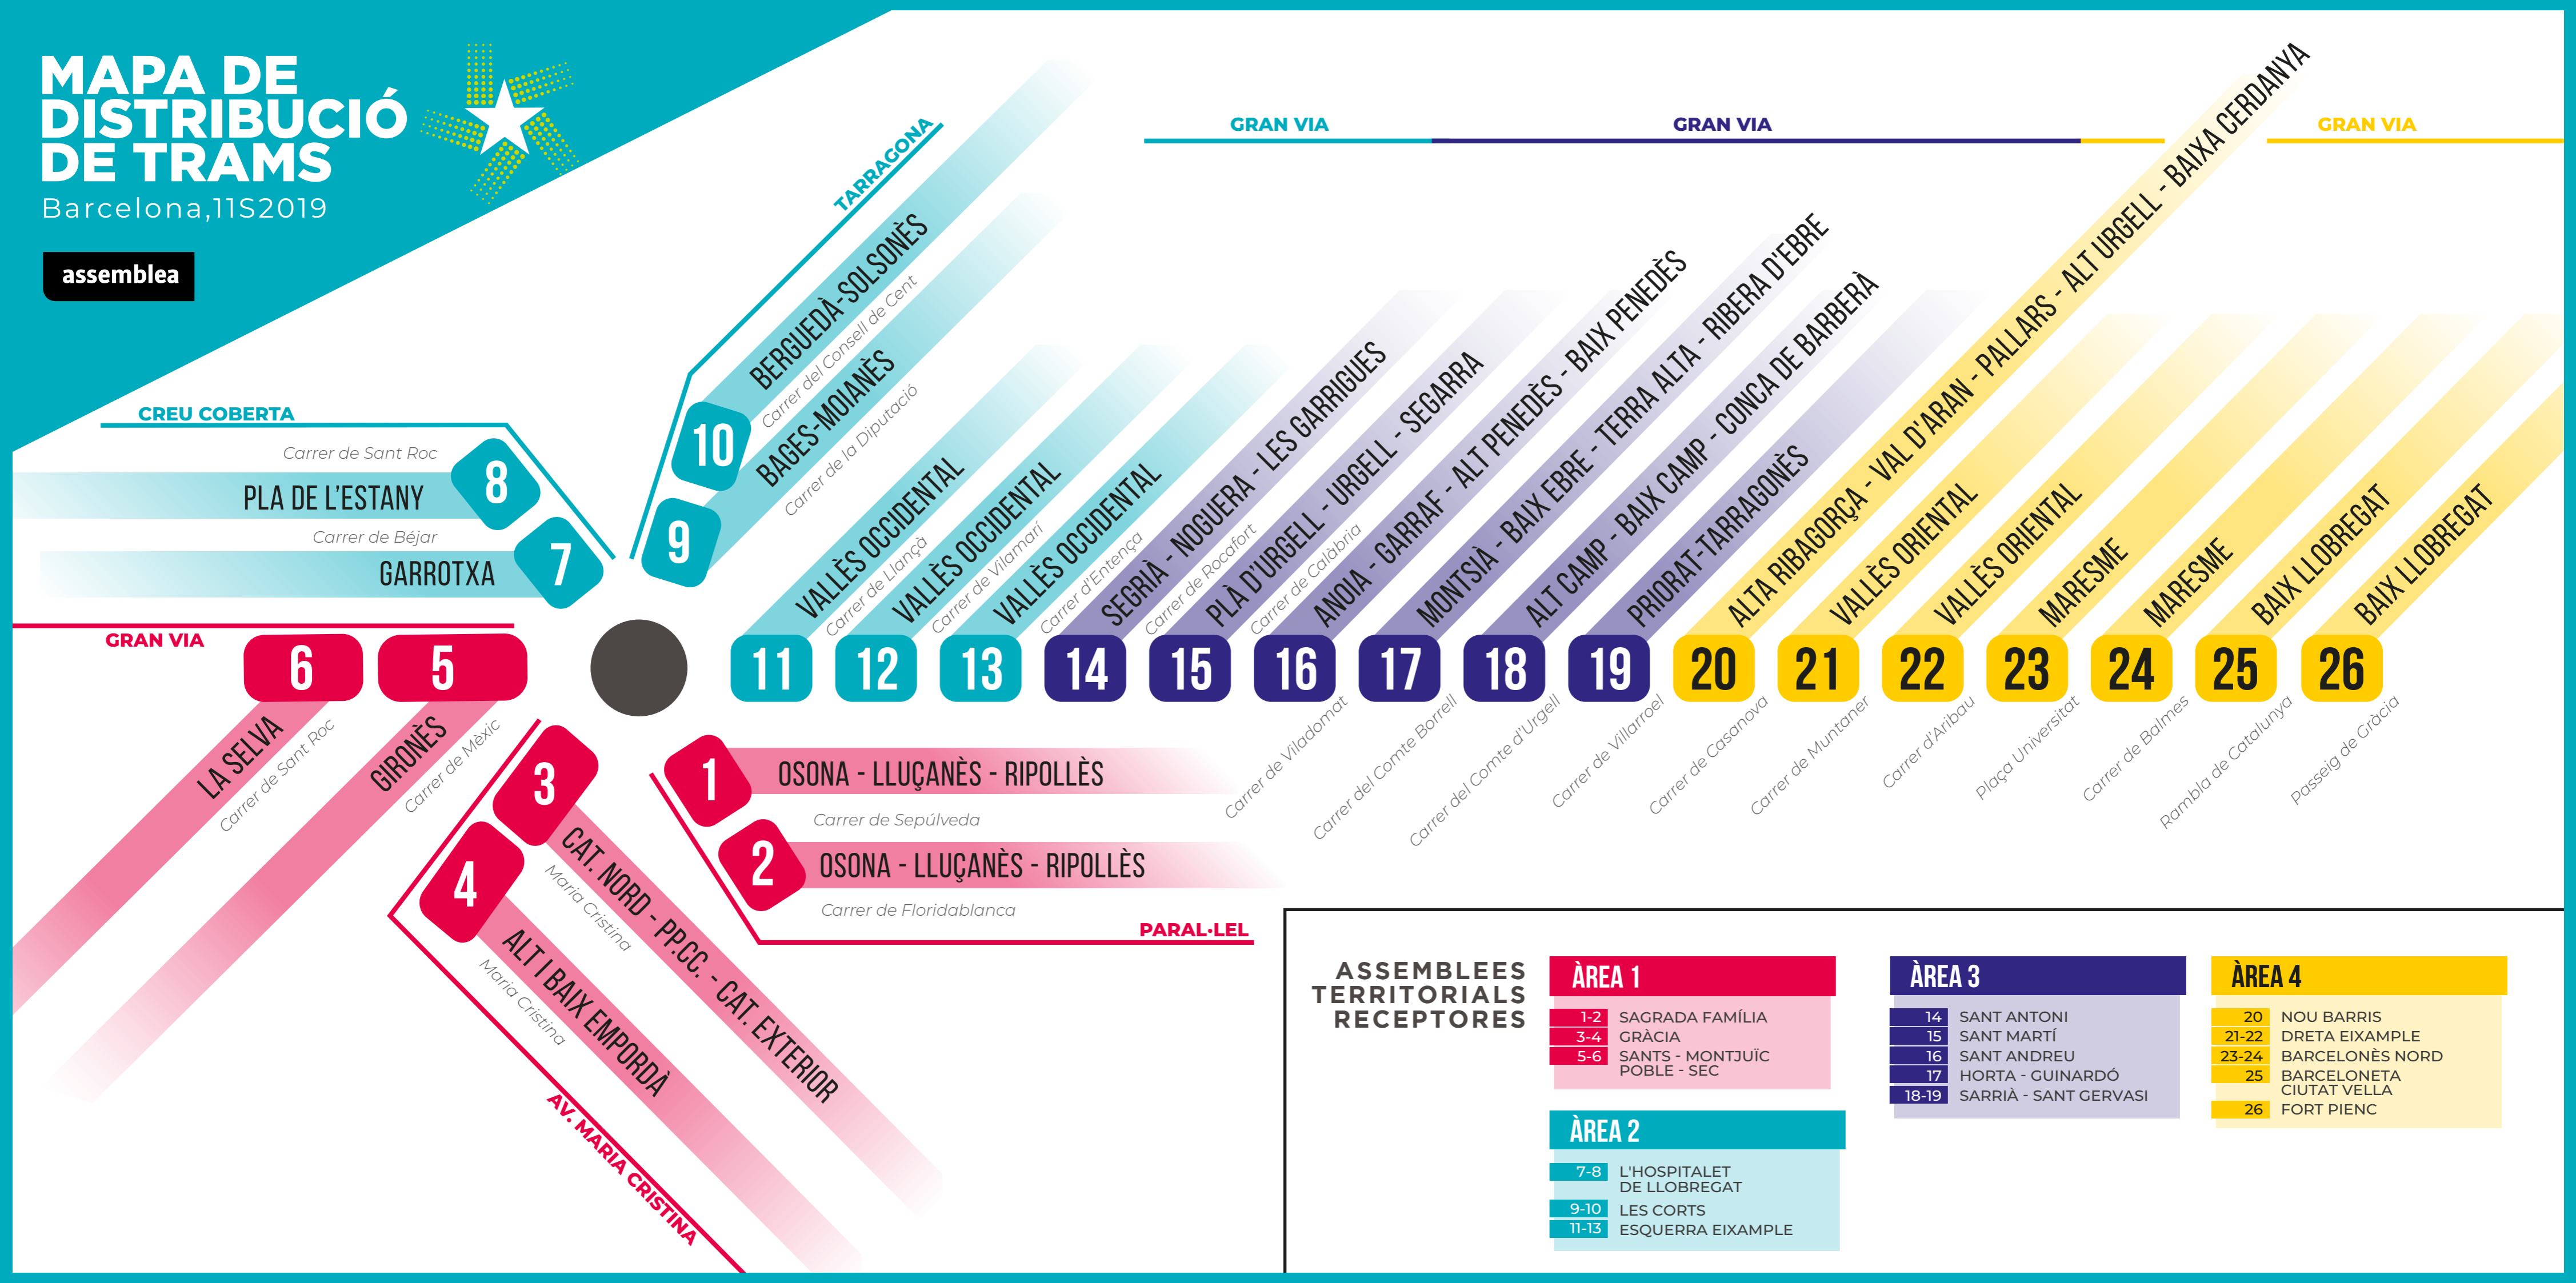 MAPA DE
DISTRIBUCIÓ
DE TRAMS
Barcelona,11S2019
assemblea
TARRAGONA
GRAN VIA
GRAN VIA
GRAN VIA
CREU COBERTA
Carrer de Sant Roc
8
PLA DE L'ESTANY
Carrer de Béjar
7
GARROTXA
10
BERGUEDÀ-SOLSONÈS
Carrer del Consell de Cent
9
BAGES-MOIANÈS
Carrer de la Diputació
GRAN VIA
6
LA SELVA
Carrer de Sant Roc
5
GIRONÈS
Carrer de Mèxic
11
VALLÈS OCCIDENTAL
Carrer de Llançà
12
VALLÈS OCCIDENTAL
Carrer de Vilamarí
13
VALLÈS OCCIDENTAL
Carrer d'Entença
14
SEGRIÀ - NOGUERA - LES GARRIGUES
Carrer de Rocafort
15
PLÀ D'URGELL - URGELL - SEGARRA
Carrer de Calàbria
16
ANOIA - GARRAF - ALT PENEDÈS - BAIX PENEDÈS
Carrer de Viladomat
17
MONTSIÀ - BAIX EBRE - TERRA ALTA - RIBERA D'EBRE
Carrer del Comte Borrell
18
ALT CAMP - BAIX CAMP - CONCA DE BARBERÀ
Carrer del Comte d'Urgell
19
PRIORAT-TARRAGONÈS
Carrer de Villarroel
20
ALTA RIBAGORÇA - VAL D'ARAN - PALLARS - ALT URGELL - BAIXA CERDANYA
Carrer de Casanova
21
VALLÈS ORIENTAL
Carrer de Muntaner
22
VALLÈS ORIENTAL
Carrer d'Aribau
23
MARESME
Plaça Universitat
24
MARESME
Carrer de Balmes
25
BAIX LLOBREGAT
Rambla de Catalunya
26
BAIX LLOBREGAT
Passeig de Gràcia
3
CAT. NORD - PP.CC. - CAT. EXTERIOR
Maria Cristina
4
ALT I BAIX EMPORDÀ
Maria Cristina
AV. MARIA CRISTINA
1
OSONA - LLUÇANÈS - RIPOLLÈS
Carrer de Sepúlveda
2
OSONA - LLUÇANÈS - RIPOLLÈS
Carrer de Floridablanca
PARAL·LEL
ASSEMBLEES
TERRITORIALS
RECEPTORES
ÀREA 1
1-2 SAGRADA FAMÍLIA
3-4 GRÀCIA
5-6 SANTS - MONTJUÏC
POBLE - SEC
ÀREA 2
7-8 L'HOSPITALET
DE LLOBREGAT
9-10 LES CORTS
11-13 ESQUERRA EIXAMPLE
ÀREA 3
14 SANT ANTONI
15 SANT MARTÍ
16 SANT ANDREU
17 HORTA - GUINARDÓ
18-19 SARRIÀ - SANT GERVASI
ÀREA 4
20 NOU BARRIS
21-22 DRETA EIXAMPLE
23-24 BARCELONÈS NORD
25 BARCELONETA
CIUTAT VELLA
26 FORT PIENC